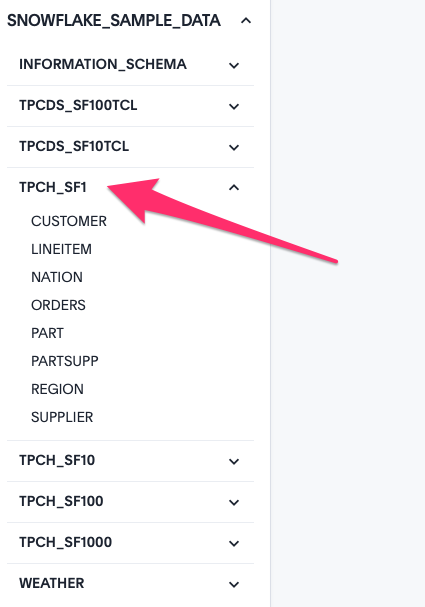 SNOWFLAKE_SAMPLE_DATA
INFORMATION_SCHEMA
TPCDS_SF100TCL
TPCDS_SF10TCL
TPCH_SF1
CUSTOMER
LINEITEM
NATION
ORDERS
PART
PARTSUPP
REGION
SUPPLIER
TPCH_SF10
TPCH_SF100
TPCH_SF1000
WEATHER